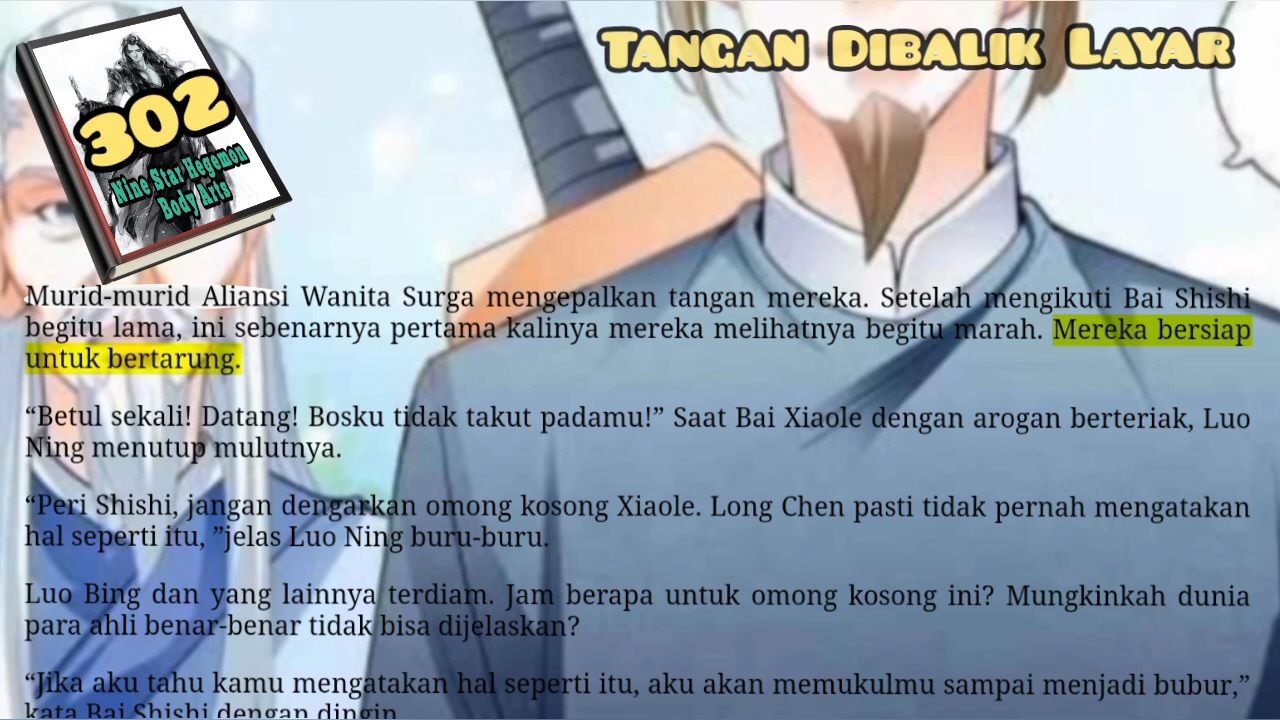 Tangan Dibalik Layar
302
Nine Star Hegemon
Body Arts
Murid-murid Aliansi Wanita Surga mengepalkan tangan mereka. Setelah mengikuti Bai Shishi
begitu lama, ini sebenarnya pertama kalinya mereka melihatnya begitu marah. Mereka bersiap
untuk bertarung.
“Betul sekali! Datang! Bosku tidak takut padamu!” Saat Bai Xiaole dengan arogan berteriak, Luo
Ning menutup mulutnya.
“Peri Shishi, jangan dengarkan omong kosong Xiaole. Long Chen pasti tidak pernah mengatakan
hal seperti itu, ”jelas Luo Ning buru-buru.
Luo Bing dan yang lainnya terdiam. Jam berapa untuk omong kosong ini? Mungkinkah dunia
para ahli benar-benar tidak bisa dijelaskan?
“Jika aku tahu kamu mengatakan hal seperti itu, aku akan memukulmu sampai menjadi bubur,”
kata Bai Shishi dengan dingin.